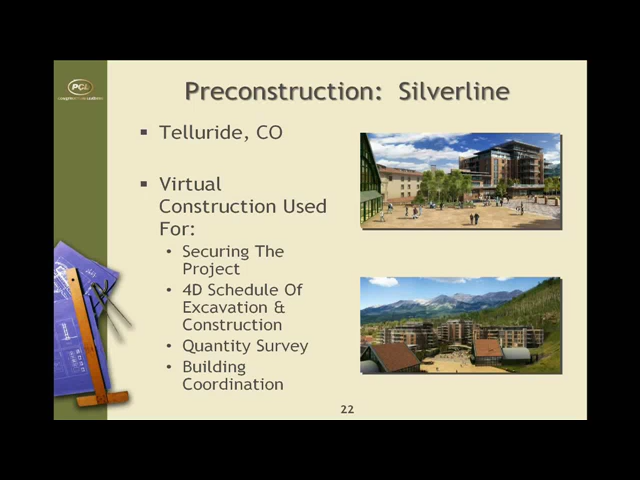 PCL
Preconstruction: Silverline
▪ Telluride, CO
▪ Virtual
Construction Used
For:
• Securing The
Project
• 4D Schedule Of
Excavation &
Construction
• Quantity Survey
• Building
Coordination
22